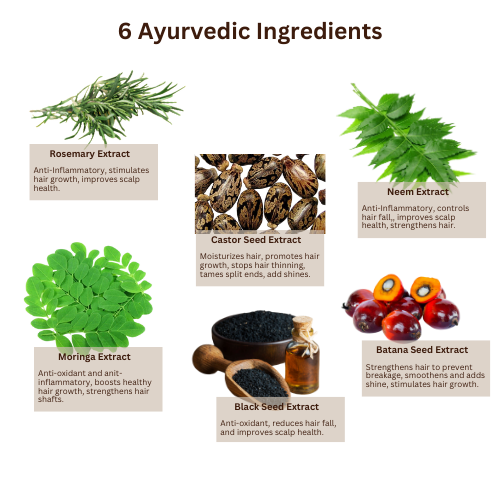 6 Ayurvedic Ingredients
Rosemary Extract
Anti-Inflammatory, stimulates
hair growth, improves scalp
health.
Neem Extract
Anti-Inflammatory, controls
hair fall,, improves scalp
health, strengthens hair.
Castor Seed Extract
Moisturizes hair, promotes hair
growth, stops hair thinning,
tames split ends, add shines.
Moringa Extract
Anti-oxidant and anit-
inflammatory, boosts healthy
hair growth, strengthens hair
shafts.
Batana Seed Extract
Strengthens hair to prevent
breakage, smoothens and adds
shine, stimulates hair growth.
Black Seed Extract
Anti-oxidant, reduces hair fall,
and improves scalp health.